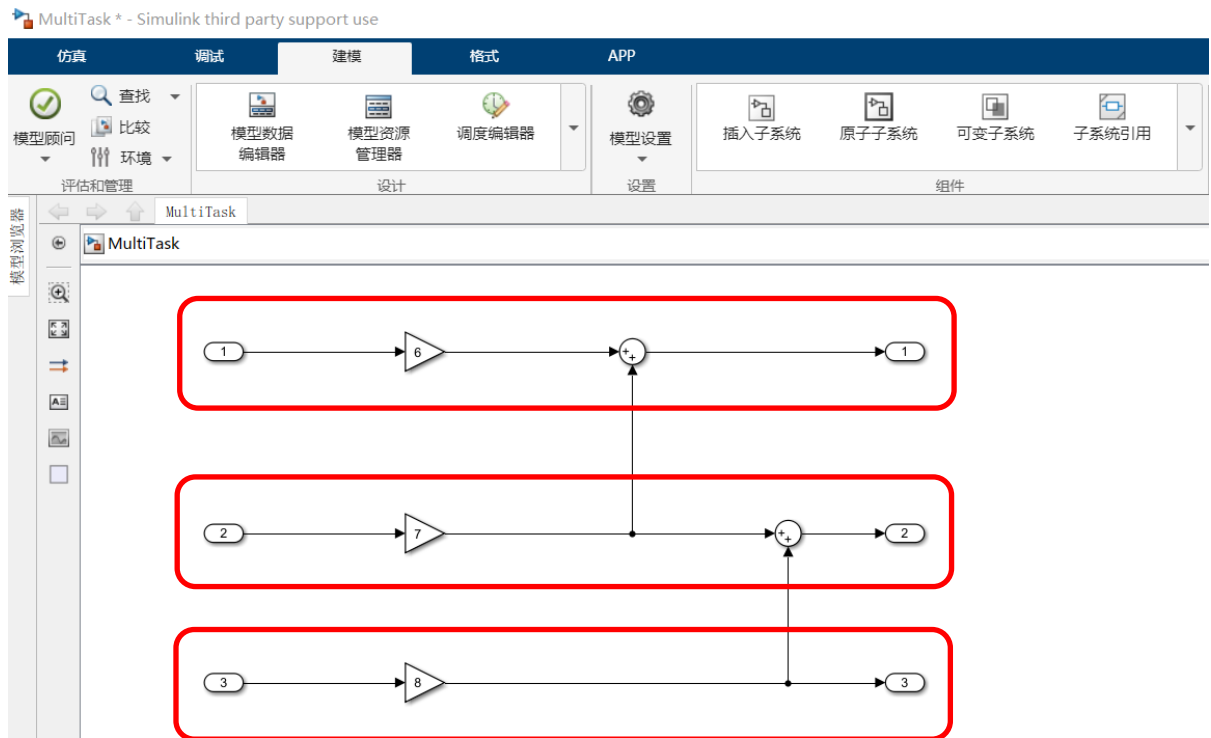 MultiTask * - Simulink third party support use
仿真 调试 建模 格式 APP
模型顾问
查找
比较
环境
评估和管理
模型数据
编辑器
模型资源
管理器
调度编辑器
设计
模型设置
设置
插入子系统
原子子系统
可变子系统
子系统引用
组件
模型浏览器
MultiTask
MultiTask
1 6 + + 1
2 7 + + 2
3 8 3